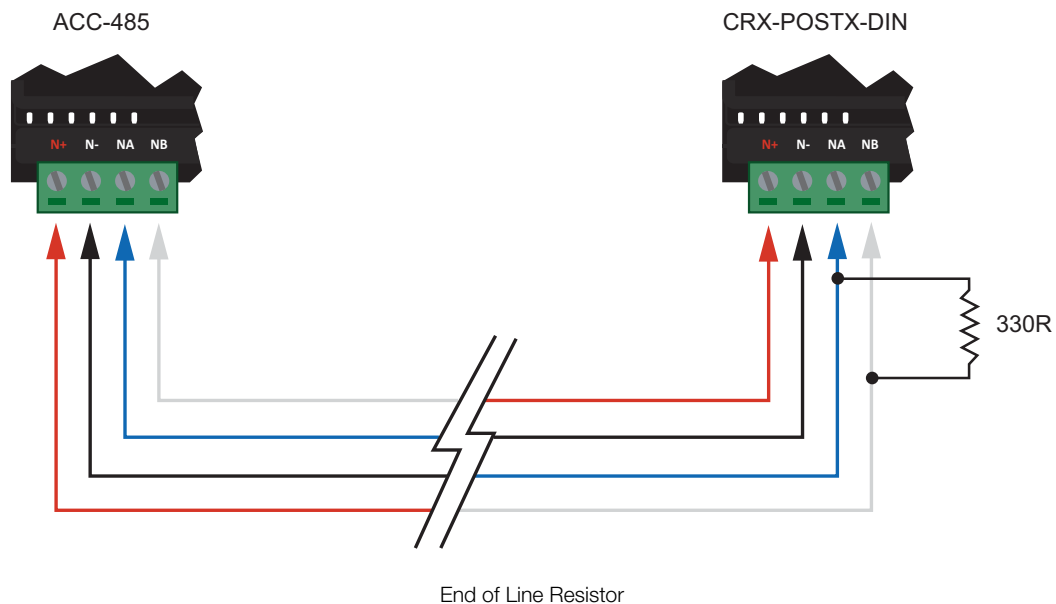 ACC-485
CRX-POSTX-DIN
N+ N- NA NB
N+ N- NA NB
330R
End of Line Resistor